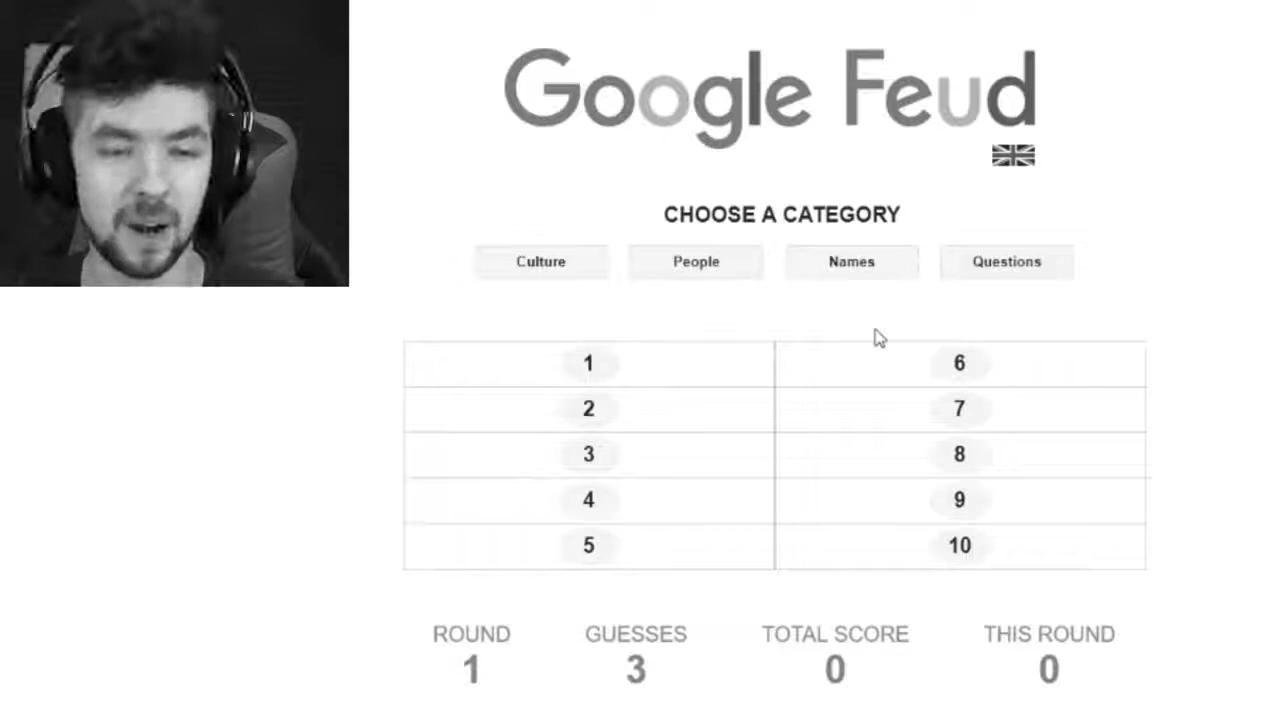 Google Feud
CHOOSE A CATEGORY
Culture People Names Questions
1 6
2 7
3 8
4 9
5 10
ROUND GUESSES TOTAL SCORE THIS ROUND
1 3 0 0